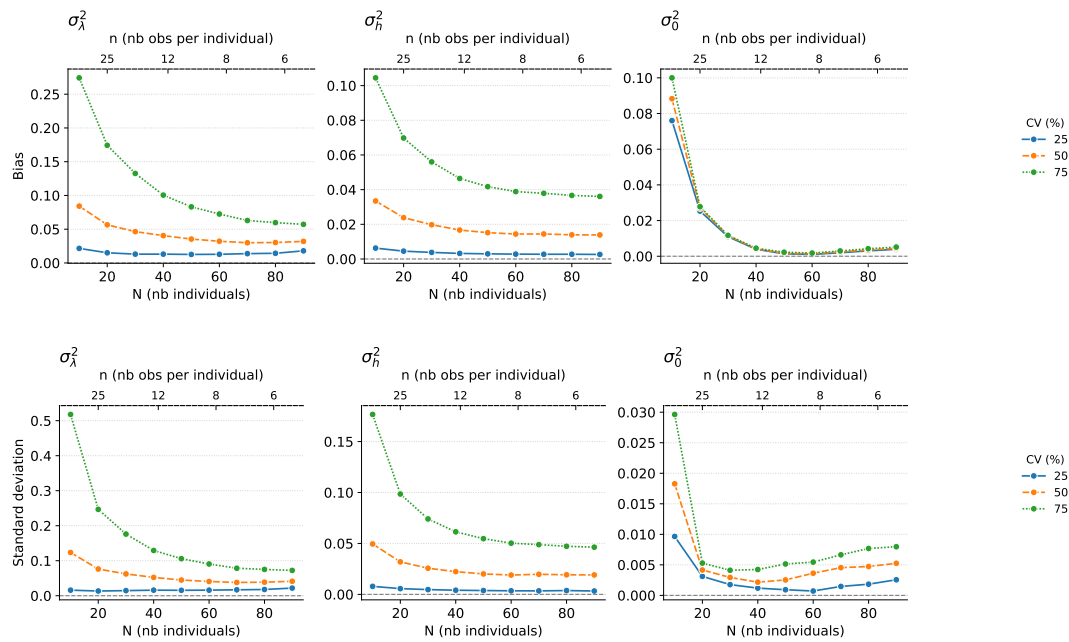 σ²_λ
n (nb obs per individual)
25 12 8 6
Bias
0.25
0.20
0.15
0.10
0.05
0.00
20 40 60 80
N (nb individuals)
σ²_h
n (nb obs per individual)
25 12 8 6
0.10
0.08
0.06
0.04
0.02
0.00
20 40 60 80
N (nb individuals)
σ²_0
n (nb obs per individual)
25 12 8 6
0.10
0.08
0.06
0.04
0.02
0.00
20 40 60 80
N (nb individuals)
CV (%)
25
50
75
σ²_λ
n (nb obs per individual)
25 12 8 6
Standard deviation
0.5
0.4
0.3
0.2
0.1
0.0
20 40 60 80
N (nb individuals)
σ²_h
n (nb obs per individual)
25 12 8 6
0.15
0.10
0.05
0.00
20 40 60 80
N (nb individuals)
σ²_0
n (nb obs per individual)
25 12 8 6
0.030
0.025
0.020
0.015
0.010
0.005
0.000
20 40 60 80
N (nb individuals)
CV (%)
25
50
75